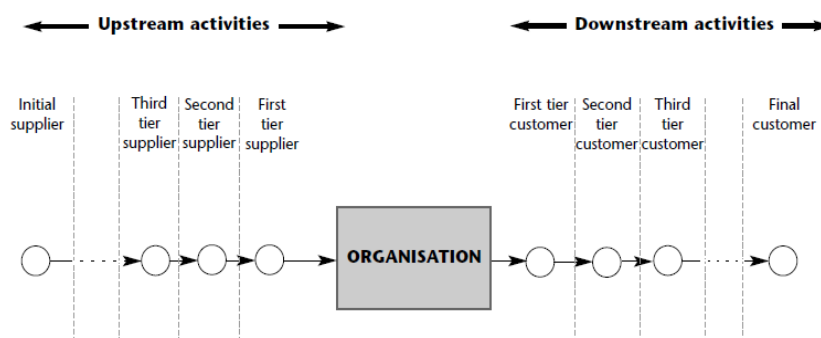 Upstream activities
Downstream activities
Initial
supplier
Third
tier
supplier
Second
tier
supplier
First
tier
supplier
First tier
customer
Second
tier
customer
Third
tier
customer
Final
customer
ORGANISATION